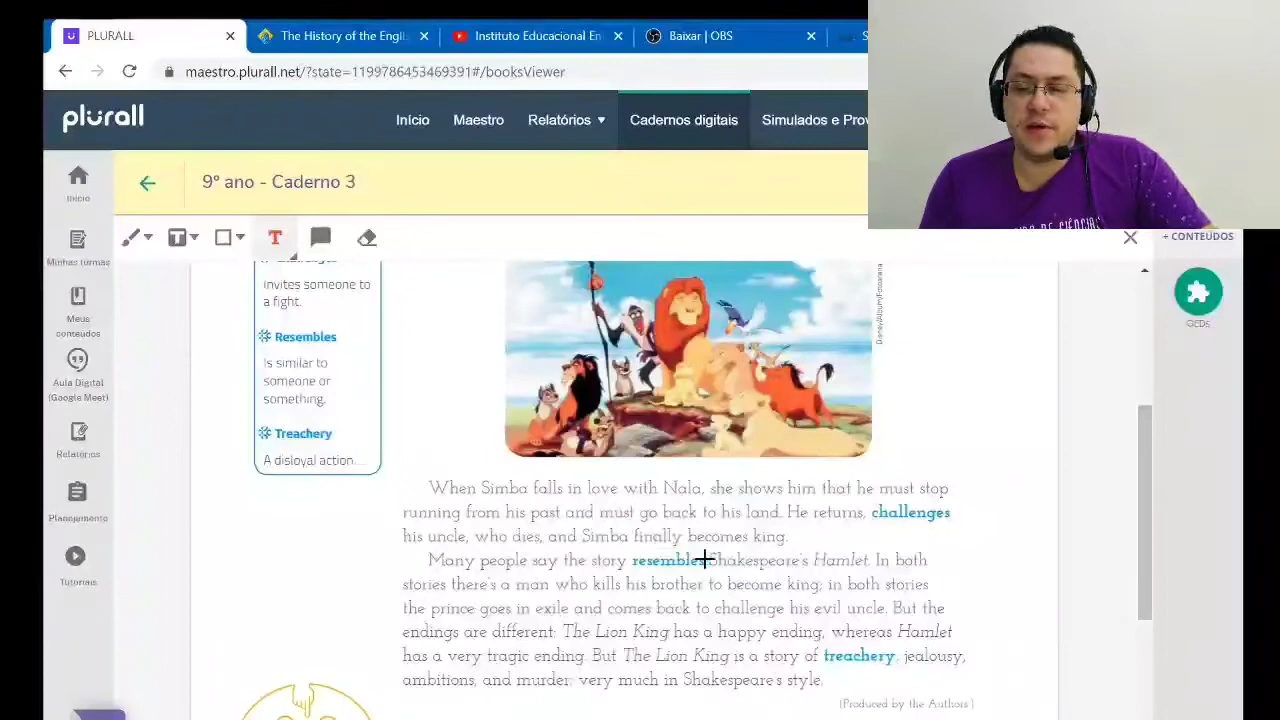 PLURALL
The History of the Engli
Instituto Educacional En
Baixar | OBS
maestro.plurall.net/?state=1199786453469391#/booksViewer
plurall
Início
Maestro
Relatórios
Cadernos digitais
Simulados e Prov
9º ano - Caderno 3
T
T
+ CONTEÚDOS
OEDs
Início
Minhas turmas
Meus
conteúdos
Aula Digital
(Google Meet)
Relatórios
Planejamento
Tutoriais
invites someone to
a fight.
Resembles
Is similar to
someone or
something.
Treachery
A disloyal action.
When Simba falls in love with Nala, she shows him that he must stop
running from his past and must go back to his land. He returns, challenges
his uncle, who dies, and Simba finally becomes king.
Many people say the story resembles Shakespeare's Hamlet. In both
stories there's a man who kills his brother to become king; in both stories
the prince goes in exile and comes back to challenge his evil uncle. But the
endings are different: The Lion King has a happy ending, whereas Hamlet
has a very tragic ending. But The Lion King is a story of treachery, jealousy,
ambitions, and murder: very much in Shakespeare's style.
(Produced by the Authors)